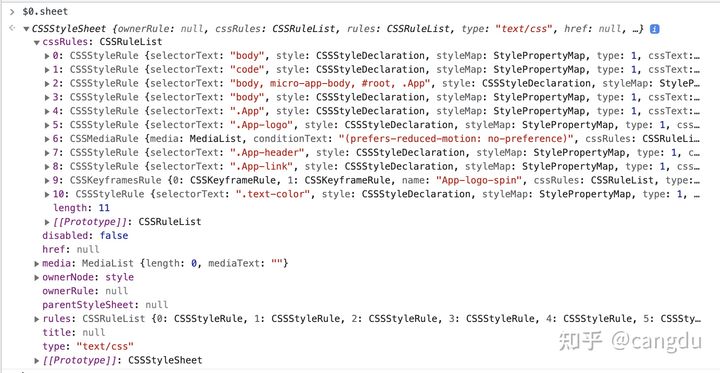 > $0.sheet
CSSStyleSheet {ownerRule: null, cssRules: CSSRuleList, rules: CSSRuleList, type: "text/css", href: null, …}
cssRules: CSSRuleList
0: CSSStyleRule {selectorText: "body", style: CSSStyleDeclaration, styleMap: StylePropertyMap, type: 1, cssText:…
1: CSSStyleRule {selectorText: "code", style: CSSStyleDeclaration, styleMap: StylePropertyMap, type: 1, cssText:…
2: CSSStyleRule {selectorText: "body, micro-app-body, #root, .App", style: CSSStyleDeclaration, styleMap: StyleP…
3: CSSStyleRule {selectorText: "body", style: CSSStyleDeclaration, styleMap: StylePropertyMap, type: 1, cssText:…
4: CSSStyleRule {selectorText: ".App", style: CSSStyleDeclaration, styleMap: StylePropertyMap, type: 1, cssText:…
5: CSSStyleRule {selectorText: ".App-logo", style: CSSStyleDeclaration, styleMap: StylePropertyMap, type: 1, css…
6: CSSMediaRule {media: MediaList, conditionText: "(prefers-reduced-motion: no-preference)", cssRules: CSSRuleLi…
7: CSSStyleRule {selectorText: ".App-header", style: CSSStyleDeclaration, styleMap: StylePropertyMap, type: 1, c…
8: CSSStyleRule {selectorText: ".App-link", style: CSSStyleDeclaration, styleMap: StylePropertyMap, type: 1, css…
9: CSSKeyframesRule {0: CSSKeyframeRule, 1: CSSKeyframeRule, name: "App-logo-spin", cssRules: CSSRuleList, type:…
10: CSSStyleRule {selectorText: ".text-color", style: CSSStyleDeclaration, styleMap: StylePropertyMap, type: 1, …
length: 11
[[Prototype]]: CSSRuleList
disabled: false
href: null
media: MediaList {length: 0, mediaText: ""}
ownerNode: style
ownerRule: null
parentStyleSheet: null
rules: CSSRuleList {0: CSSStyleRule, 1: CSSStyleRule, 2: CSSStyleRule, 3: CSSStyleRule, 4: CSSStyleRule, 5: CSSSty…
title: null
type: "text/css"
[[Prototype]]: CSSStyleSheet
知乎 @cangdu